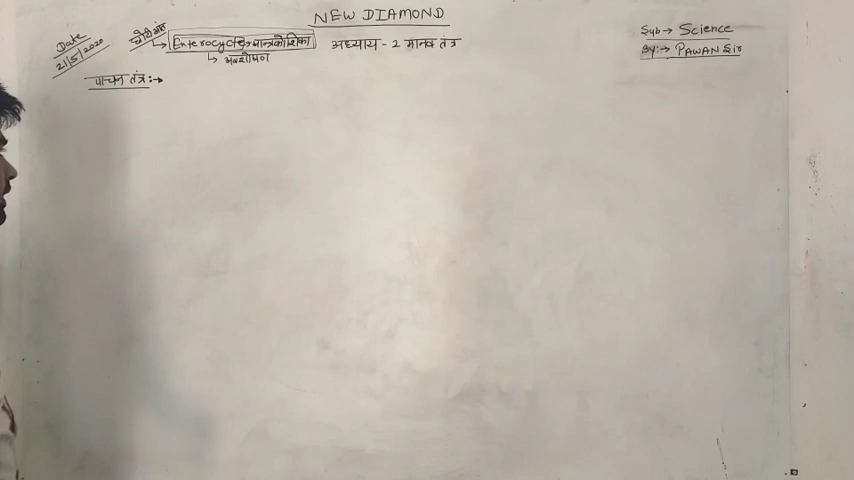 NEW DIAMOND
Date
21/5/2020
Enterocyte आन्त्रकोशिका
अवशोषण
अध्याय - 2 मानव तंत्र
Sub → Science
By :→ PAWAN Sir
पाचन तंत्र :→